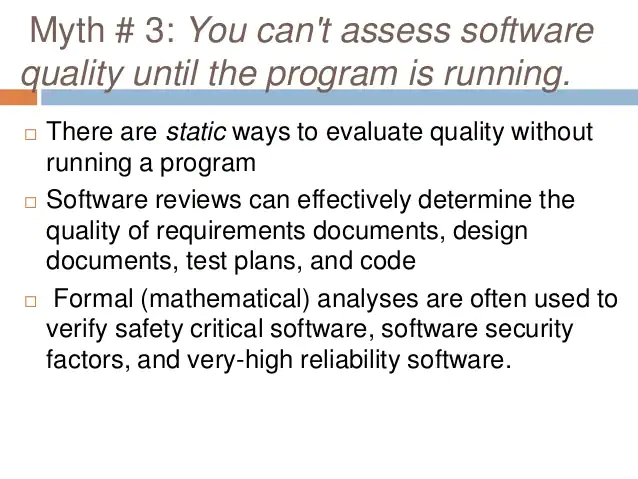 Myth # 3: You can't assess software
quality until the program is running.
There are static ways to evaluate quality without
running a program
Software reviews can effectively determine the
quality of requirements documents, design
documents, test plans, and code
Formal (mathematical) analyses are often used to
verify safety critical software, software security
factors, and very-high reliability software.